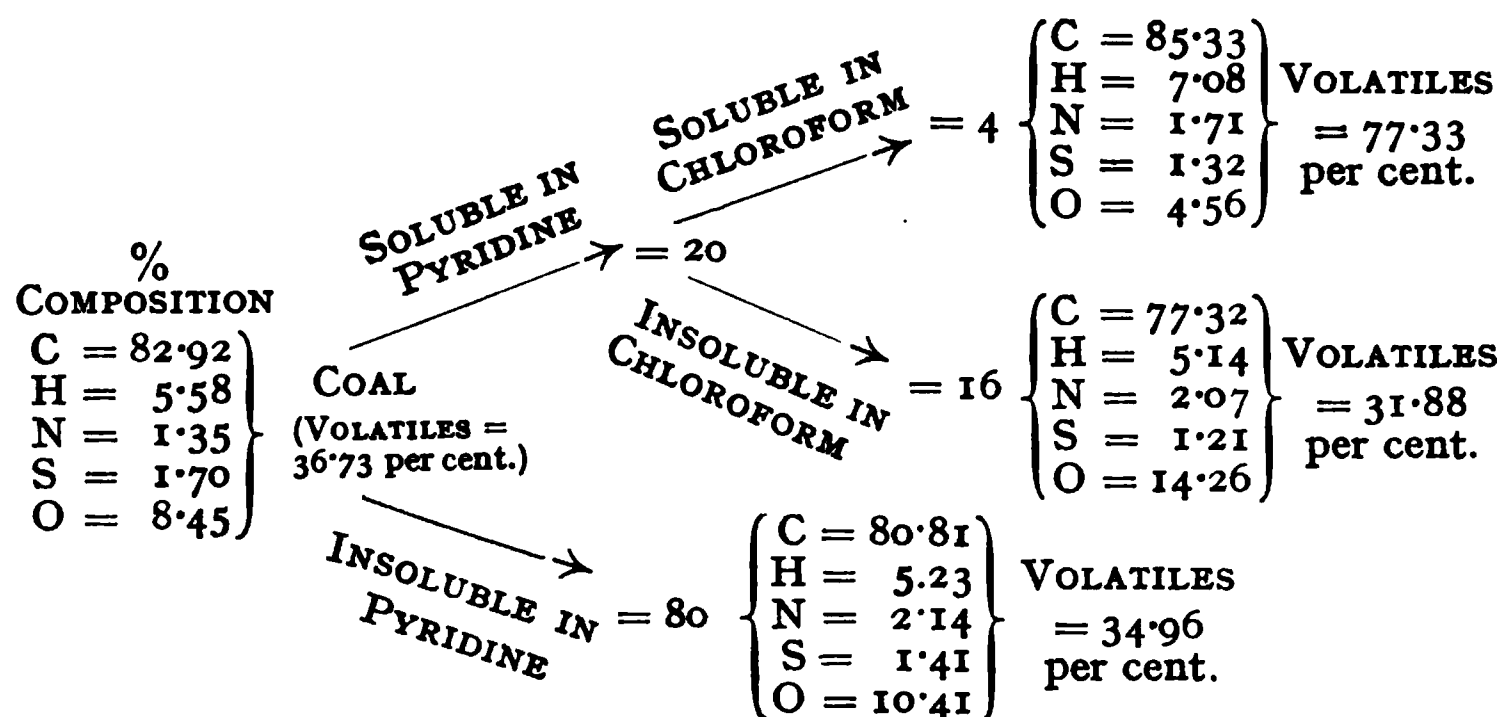 %
COMPOSITION
C = 82·92
H = 5·58
N = 1·35
S = 1·70
O = 8·45
COAL
(VOLATILES =
36·73 per cent.)
SOLUBLE IN
PYRIDINE
= 20
SOLUBLE IN
CHLOROFORM
= 4
C = 85·33
H = 7·08
N = 1·71
S = 1·32
O = 4·56
VOLATILES
= 77·33
per cent.
INSOLUBLE IN
CHLOROFORM
= 16
C = 77·32
H = 5·14
N = 2·07
S = 1·21
O = 14·26
VOLATILES
= 31·88
per cent.
INSOLUBLE IN
PYRIDINE
= 80
C = 80·81
H = 5.23
N = 2·14
S = 1·41
O = 10·41
VOLATILES
= 34·96
per cent.